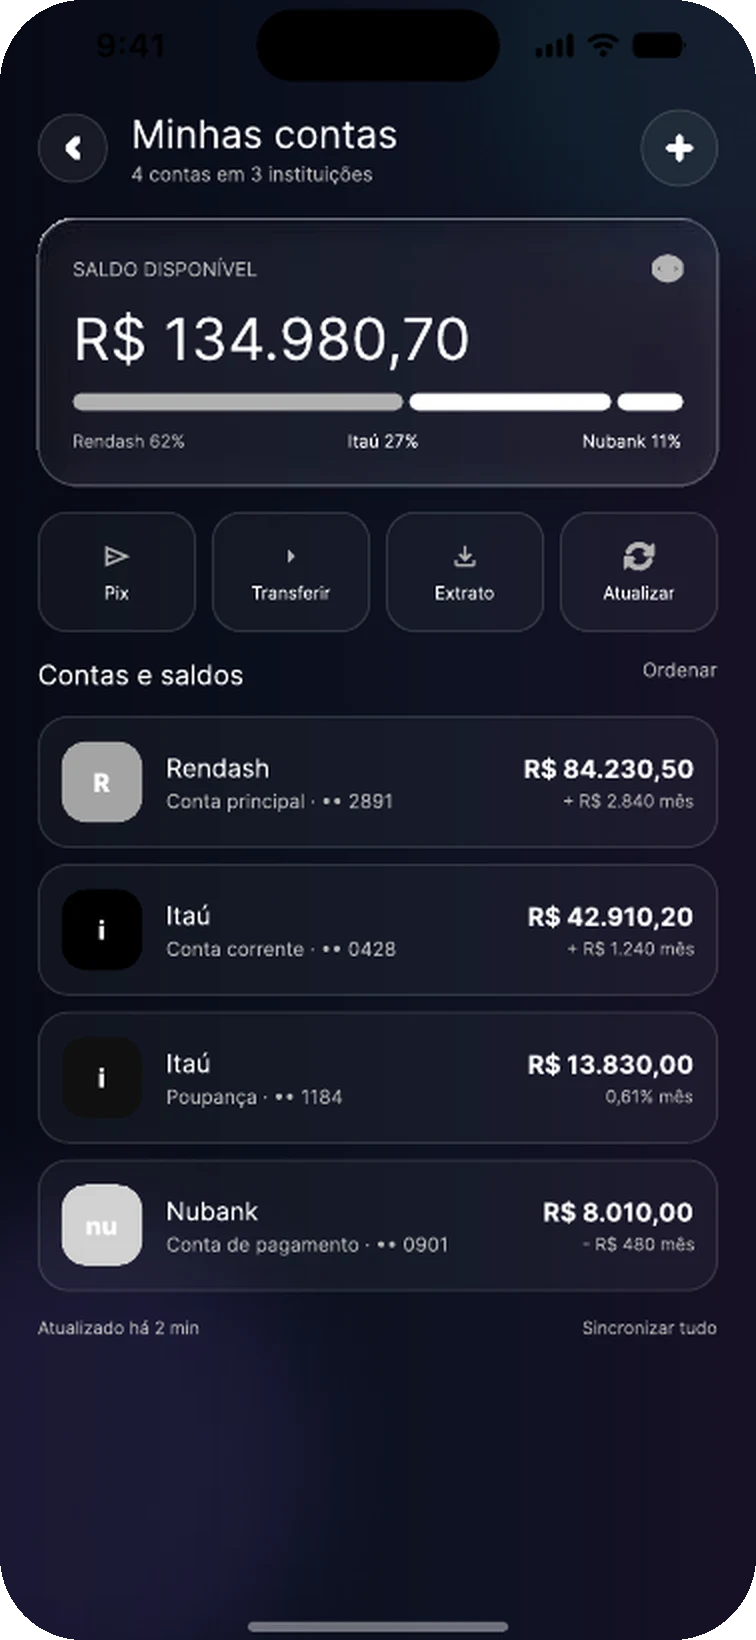 9:41
Minhas contas
4 contas em 3 instituições
SALDO DISPONÍVEL
R$ 134.980,70
Rendash 62% Itaú 27% Nubank 11%
Pix Transferir Extrato Atualizar
Contas e saldos Ordenar
R Rendash R$ 84.230,50
Conta principal · •• 2891 + R$ 2.840 mês
i Itaú R$ 42.910,20
Conta corrente · •• 0428 + R$ 1.240 mês
i Itaú R$ 13.830,00
Poupança · •• 1184 0,61% mês
nu Nubank R$ 8.010,00
Conta de pagamento · •• 0901 - R$ 480 mês
Atualizado há 2 min Sincronizar tudo